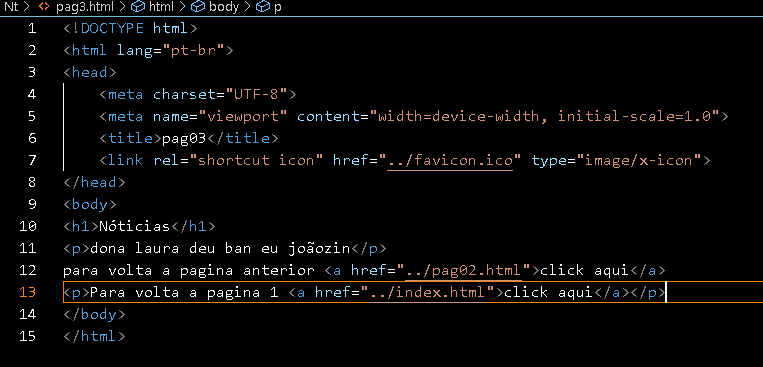 Nt > pag3.html > html > body > p
1 <!DOCTYPE html>
2 <html lang="pt-br">
3 <head>
4     <meta charset="UTF-8">
5     <meta name="viewport" content="width=device-width, initial-scale=1.0">
6     <title>pag03</title>
7     <link rel="shortcut icon" href="../favicon.ico" type="image/x-icon">
8 </head>
9 <body>
10 <h1>Nóticias</h1>
11 <p>dona laura deu ban eu joãozin</p>
12 para volta a pagina anterior <a href="../pag02.html">click aqui</a>
13 <p>Para volta a pagina 1 <a href="../index.html">click aqui</a></p>
14 </body>
15 </html>